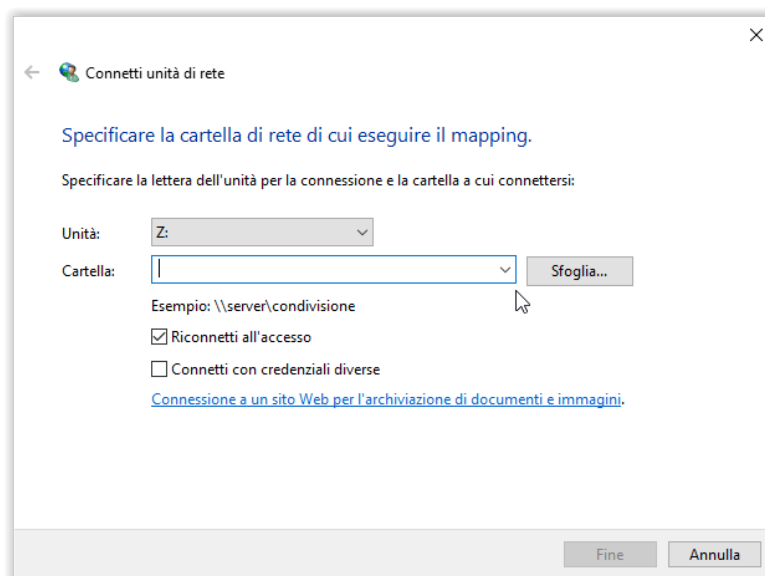 Connetti unità di rete
Specificare la cartella di rete di cui eseguire il mapping.
Specificare la lettera dell'unità per la connessione e la cartella a cui connettersi:
Unità: Z:
Cartella: Sfoglia...
Esempio: \\server\condivisione
Riconnetti all'accesso
Connetti con credenziali diverse
Connessione a un sito Web per l'archiviazione di documenti e immagini.
Fine Annulla